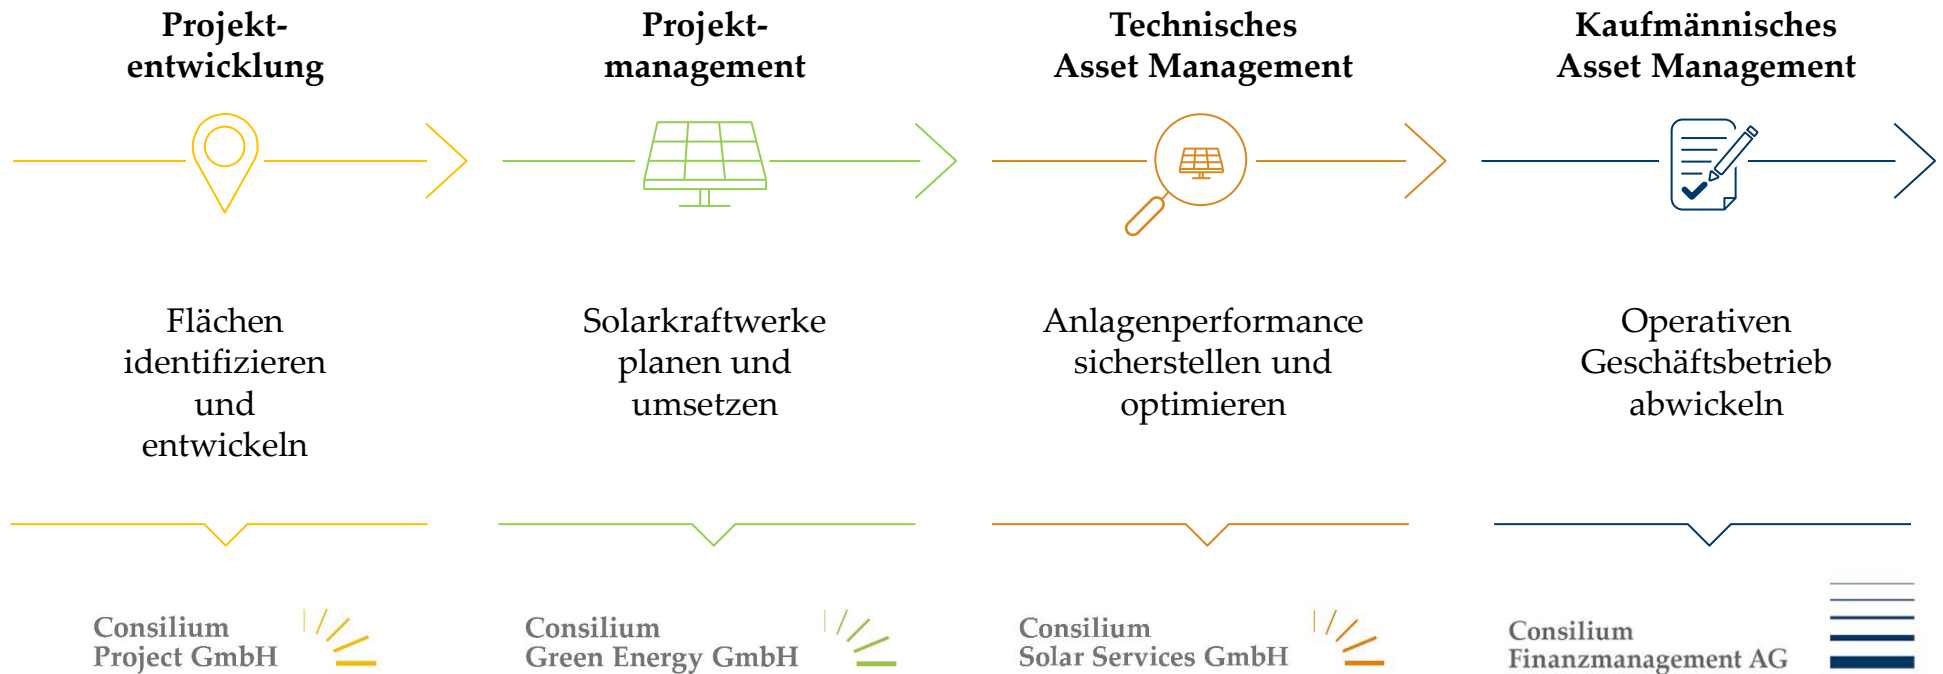 Projekt-
entwicklung
Flächen
identifizieren
und
entwickeln
Consilium
Project GmbH
Projekt-
management
Solarkraftwerke
planen und
umsetzen
Consilium
Green Energy GmbH
Technisches
Asset Management
Anlagenperformance
sicherstellen und
optimieren
Consilium
Solar Services GmbH
Kaufmännisches
Asset Management
Operativen
Geschäftsbetrieb
abwickeln
Consilium
Finanzmanagement AG